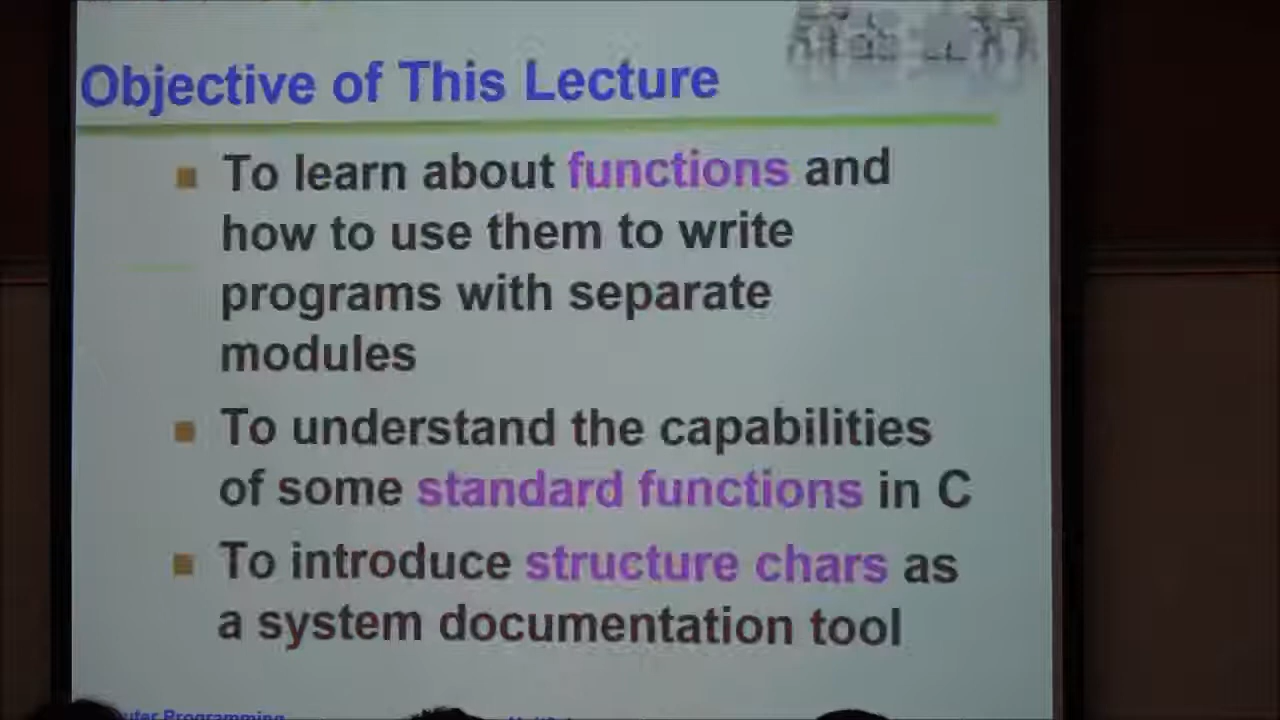 Objective of This Lecture
To learn about functions and
how to use them to write
programs with separate
modules
To understand the capabilities
of some standard functions in C
To introduce structure chars as
a system documentation tool
Programming